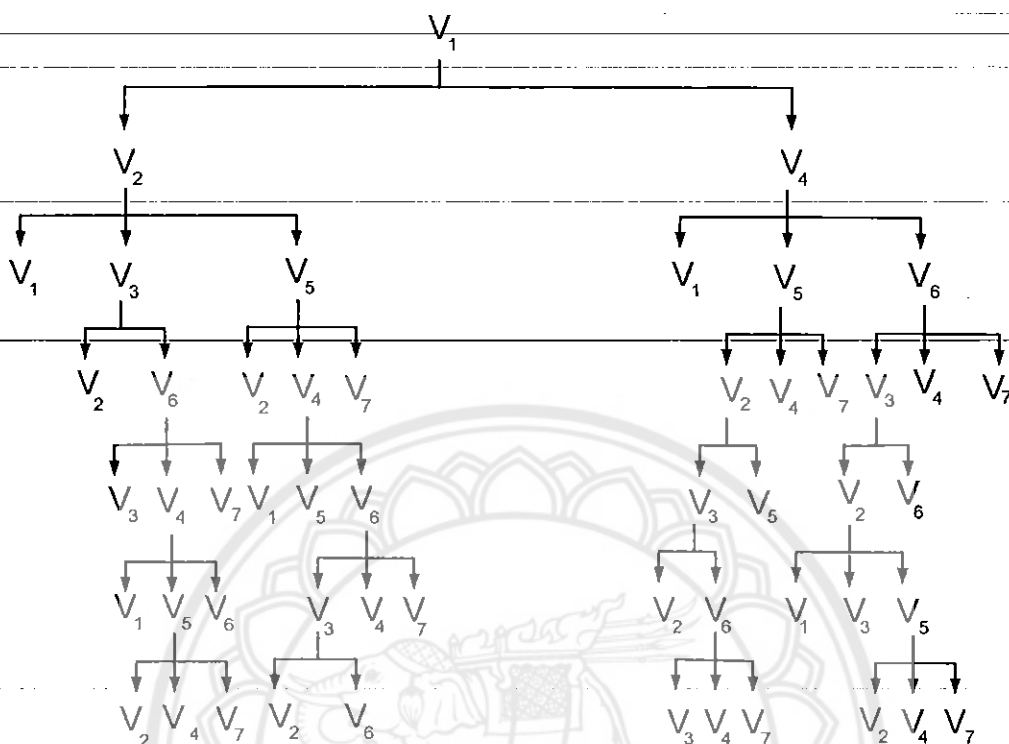 V₁
V₂ V₄
V₁ V₃ V₅ V₁ V₅ V₆
V₂ V₆ V₂ V₄ V₇ V₂ V₄ V₇ V₃ V₄ V₇
V₃ V₄ V₇ V₁ V₅ V₆ V₃ V₅ V₂ V₆
V₁ V₅ V₆ V₃ V₄ V₇ V₂ V₆ V₁ V₃ V₅
V₂ V₄ V₇ V₂ V₆ V₃ V₄ V₇ V₂ V₄ V₇